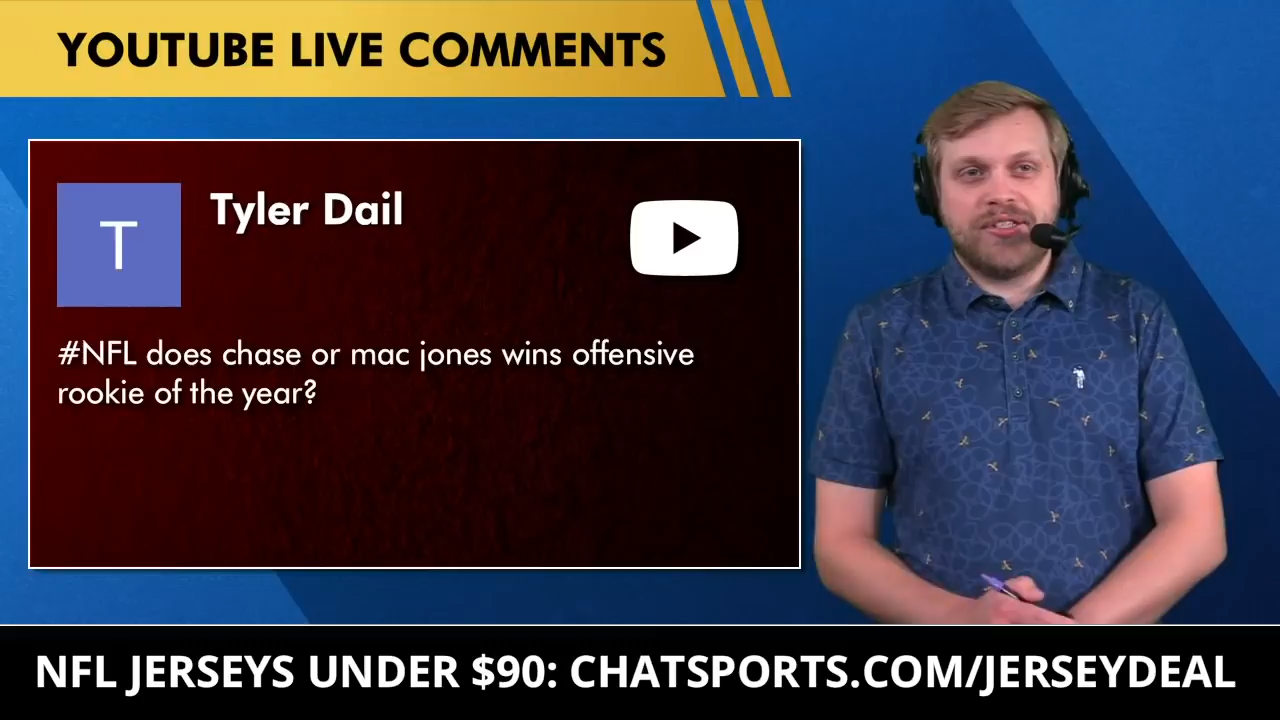 YOUTUBE LIVE COMMENTS
T
Tyler Dail
#NFL does chase or mac jones wins offensive
rookie of the year?
NFL JERSEYS UNDER $90: CHATSPORTS.COM/JERSEYDEAL